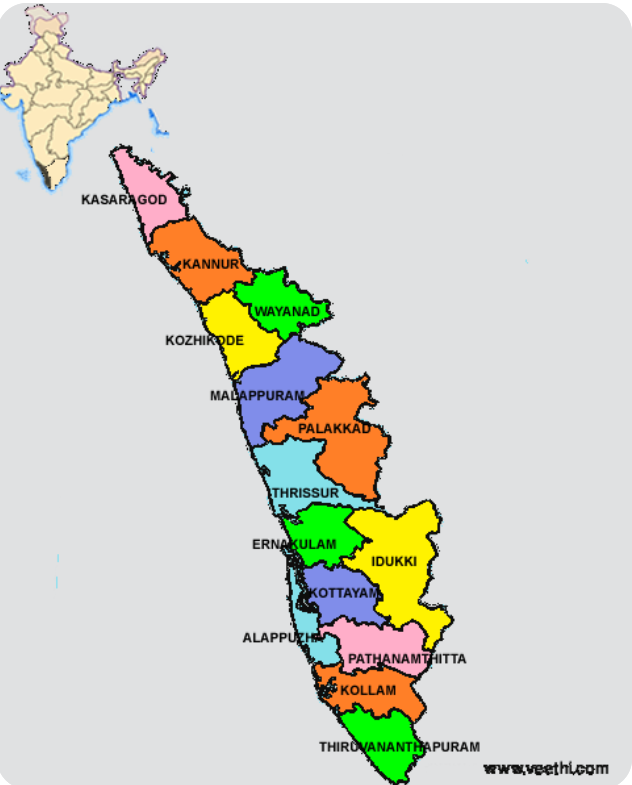 KASARAGOD
KANNUR
WAYANAD
KOZHIKODE
MALAPPURAM
PALAKKAD
THRISSUR
ERNAKULAM
IDUKKI
KOTTAYAM
ALAPPUZHA
PATHANAMTHITTA
KOLLAM
THIRUVANANTHAPURAM
www.veethi.com